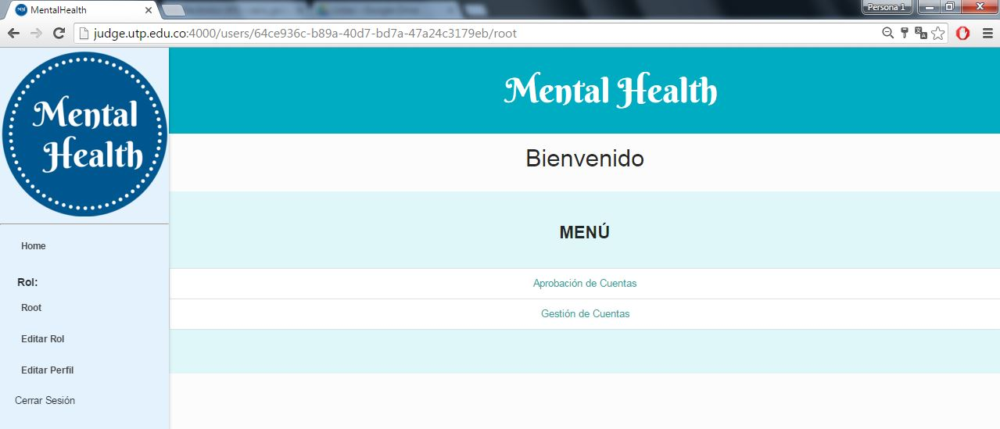 MentalHealth
Persona 1
judge.utp.edu.co:4000/users/64ce936c-b89a-40d7-bd7a-47a24c3179eb/root
Mental
Health
Home
Rol:
Root
Editar Rol
Editar Perfil
Cerrar Sesión
Mental Health
Bienvenido
MENÚ
Aprobación de Cuentas
Gestión de Cuentas